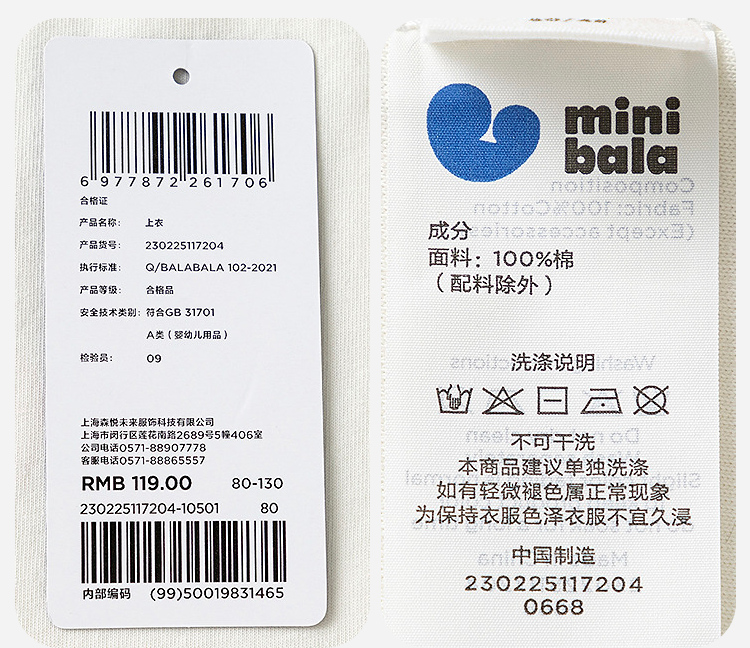 6 977872 261706
合格证
产品名称: 上衣
产品货号: 230225117204
执行标准: Q/BALABALA 102-2021
产品等级: 合格品
安全技术类别: 符合GB 31701
A类（婴幼儿用品）
检验员: 09
上海森悦未来服饰科技有限公司
上海市闵行区莲花南路2689号5幢406室
公司电话0571-88907778
客服电话0571-88865557
RMB 119.00 80-130
230225117204-10501 80
内部编码 (99)50019831465
mini
bala
Composition
Fabric: 100%Cotton
(Except accessories)
成分
面料: 100%棉
（配料除外）
洗涤说明
不可干洗
本商品建议单独洗涤
如有轻微褪色属正常现象
为保持衣服色泽衣服不宜久浸
中国制造
230225117204
0668